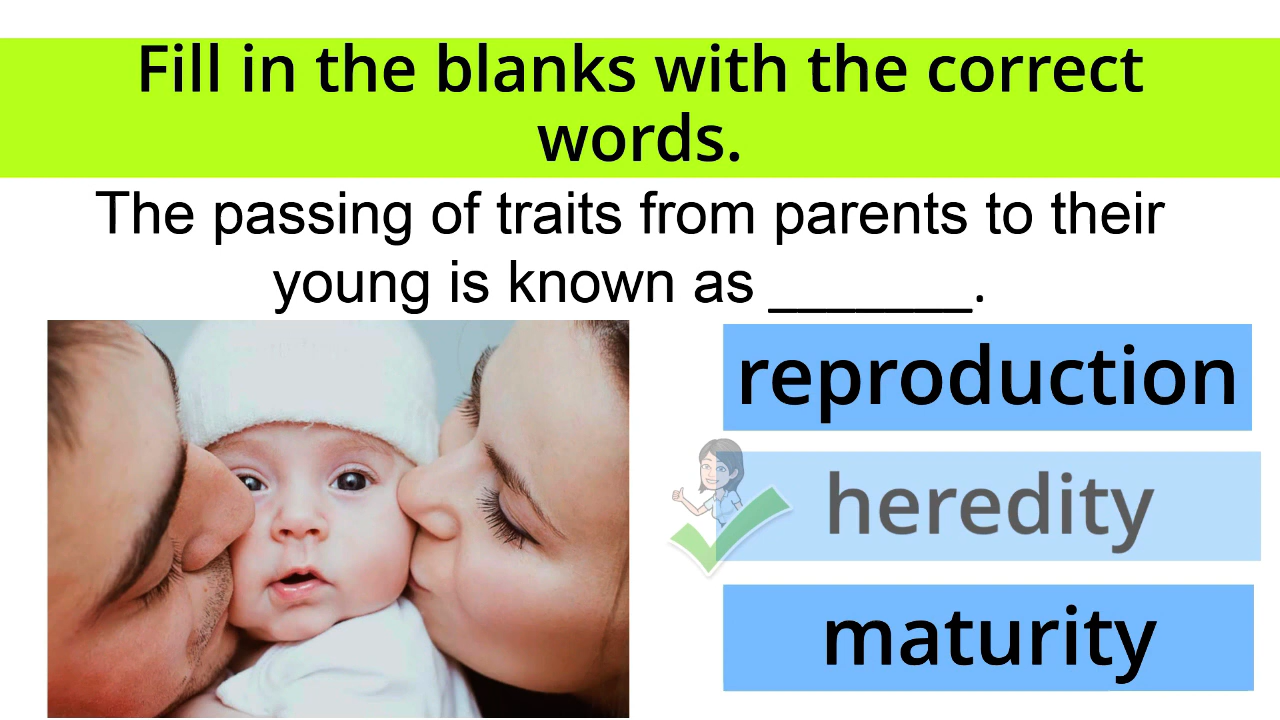 Fill in the blanks with the correct
words.
The passing of traits from parents to their
young is known as _______.
reproduction
heredity
maturity